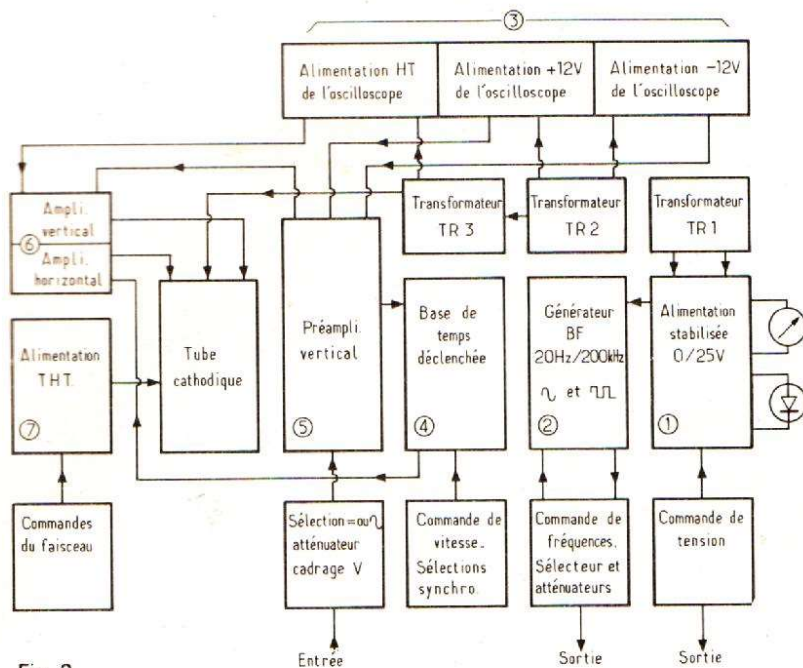 ③
Alimentation HT
de l'oscilloscope
Alimentation +12V
de l'oscilloscope
Alimentation -12V
de l'oscilloscope
Ampli.
vertical
⑥
Ampli.
horizontal
Transformateur
TR 3
Transformateur
TR 2
Transformateur
TR 1
Alimentation
T.H.T.
⑦
Tube
cathodique
Préampli.
vertical
⑤
Base de
temps
déclenchée
④
Générateur
BF
20Hz/200kHz
et
②
Alimentation
stabilisée
0/25V
①
Commandes
du faisceau
Sélection = ou
atténuateur
cadrage V
Commande de
vitesse.
Sélections
synchro.
Commande de
fréquences.
Sélecteur et
atténuateurs
Commande de
tension
Entrée
Sortie
Sortie